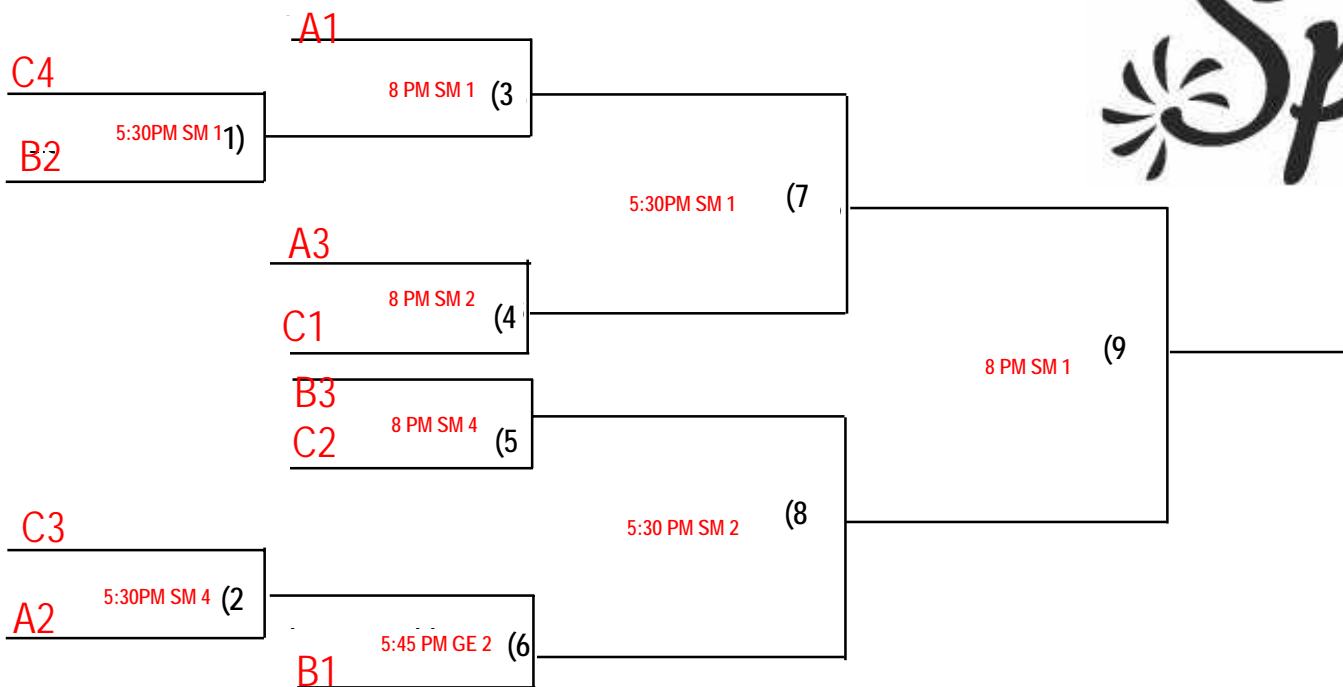 A1
C4
8 PM SM 1 (3
5:30PM SM 1 1)
B2
5:30PM SM 1 (7
A3
8 PM SM 2 (4
C1
8 PM SM 1 (9
B3
8 PM SM 4 (5
C2
5:30 PM SM 2 (8
C3
5:30PM SM 4 (2
A2
5:45 PM GE 2 (6
B1
Sp